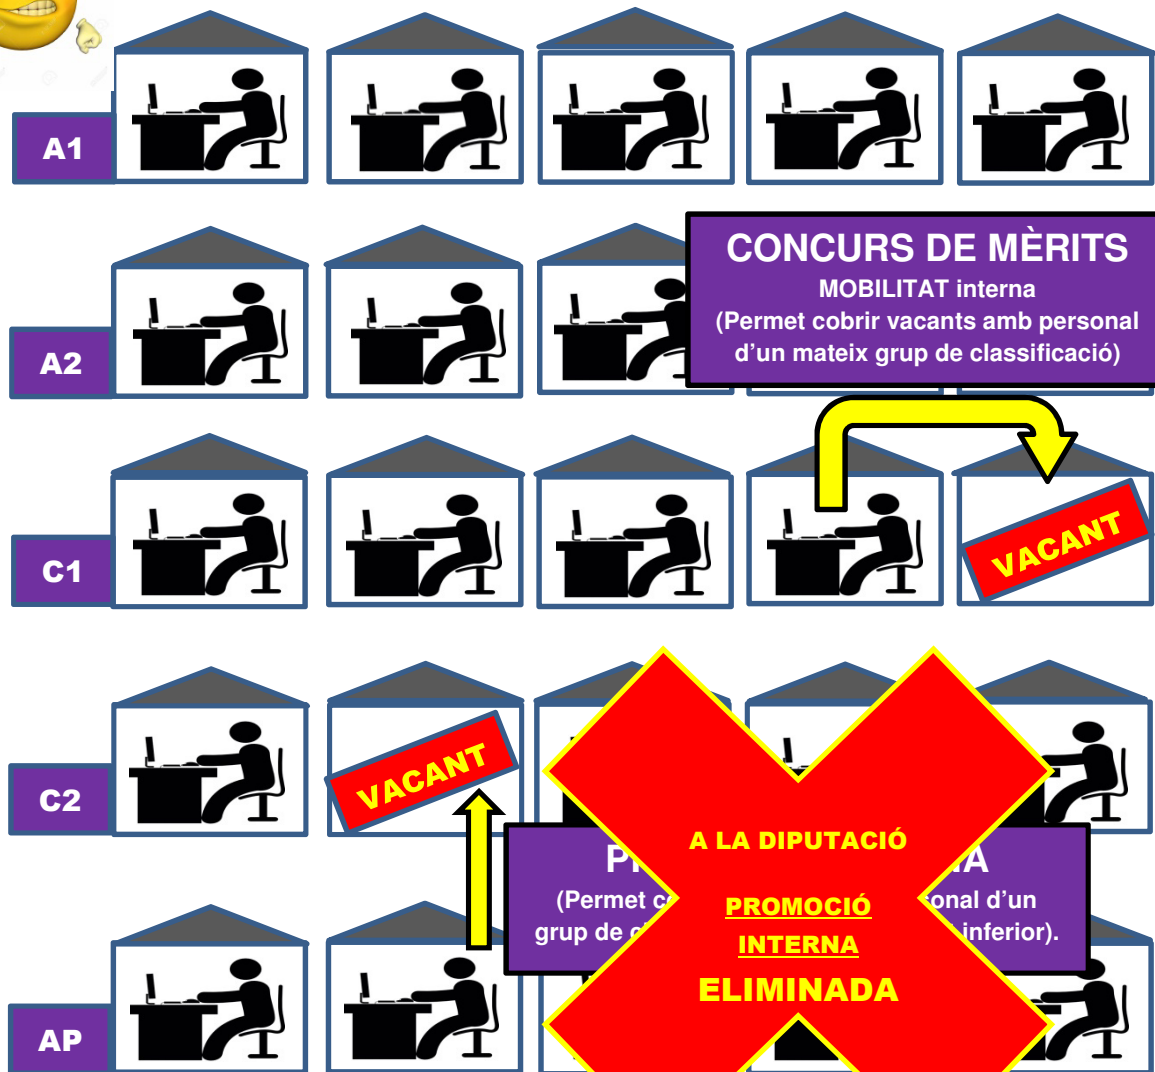 A1
CONCURS DE MÈRITS
MOBILITAT interna
(Permet cobrir vacants amb personal
d'un mateix grup de classificació)
A2
C1
VACANT
C2
VACANT
A LA DIPUTACIÓ
(Permet
d'un
PROMOCIÓ
grup de
inferior).
INTERNA
ELIMINADA
AP